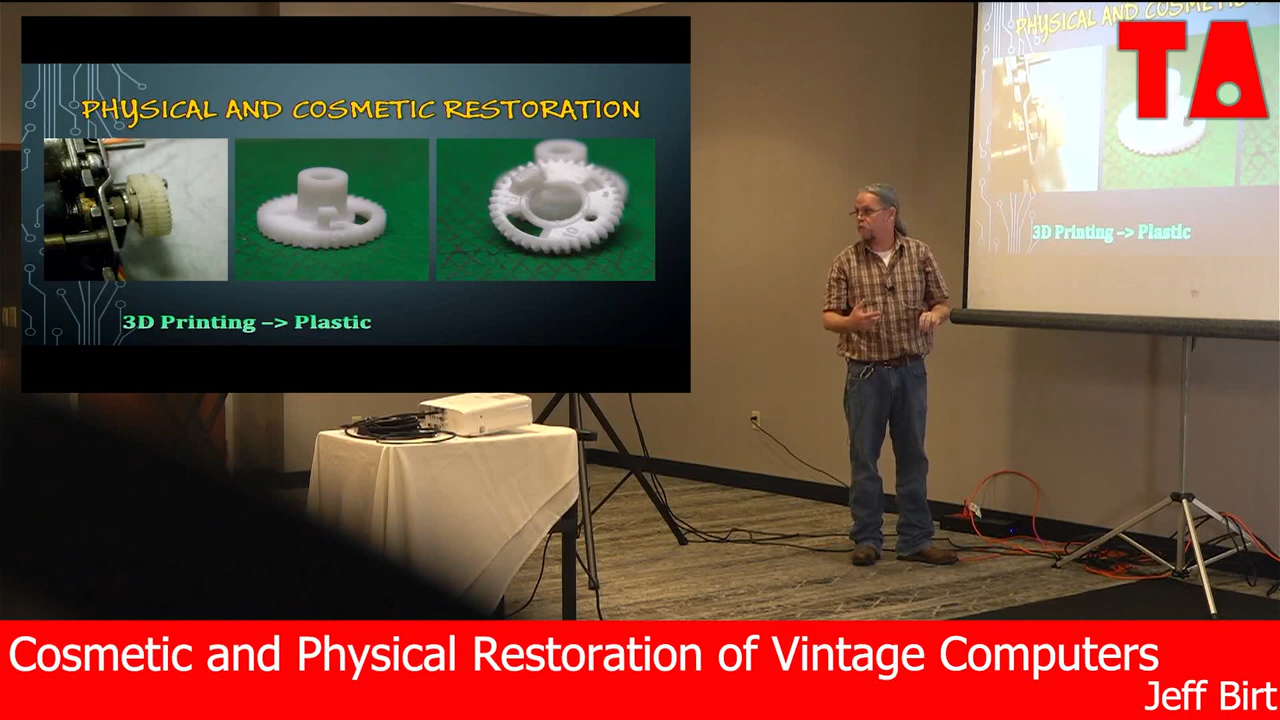 PHYSICAL AND COSMETIC RESTORATION
3D Printing –> Plastic
PHYSICAL AND COSMETIC
TA
3D Printing –> Plastic
Cosmetic and Physical Restoration of Vintage Computers
Jeff Birt